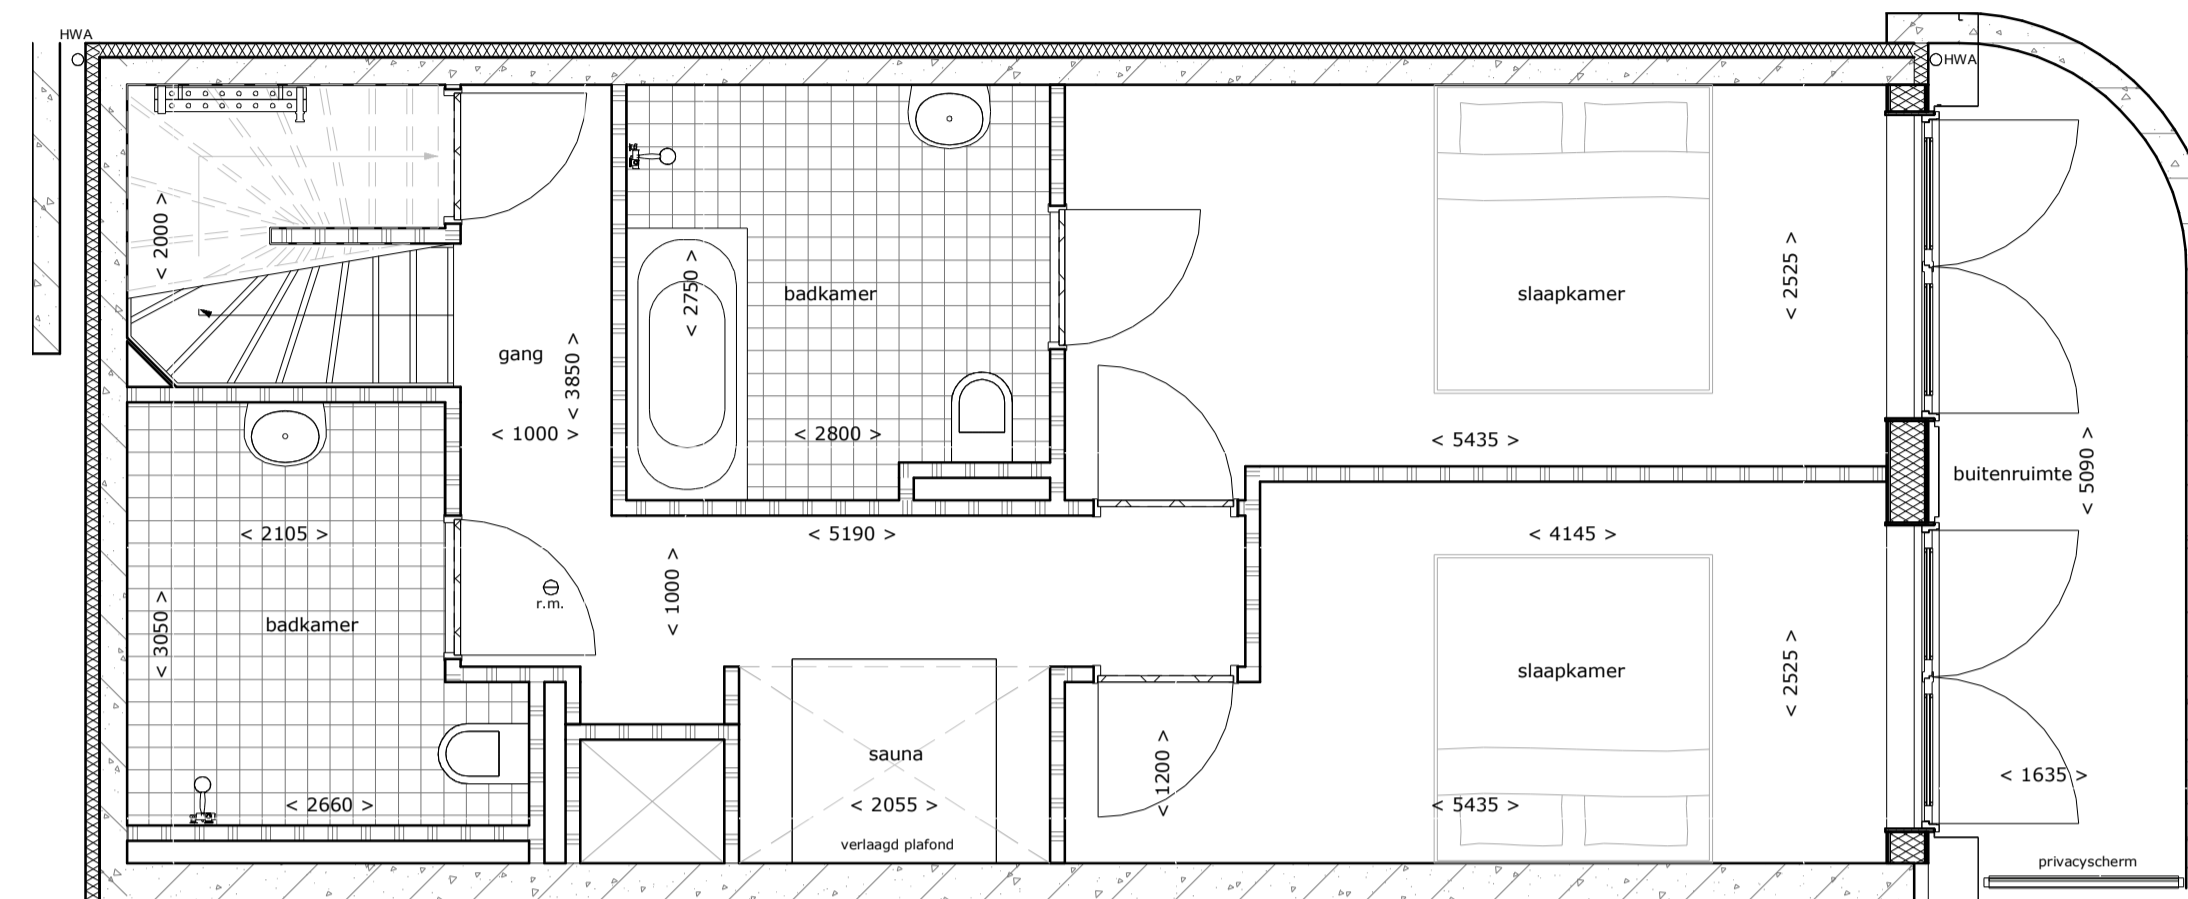 HWA
HWA
< 2000 >
< 2750 >
badkamer
slaapkamer
< 2525 >
gang
< 3850 >
< 1000 >
< 2800 >
< 5435 >
buitenruimte
< 5090 >
< 2105 >
< 5190 >
< 4145 >
< 1000 >
r.m.
badkamer
< 3050 >
slaapkamer
< 2525 >
sauna
< 1200 >
< 1635 >
< 2660 >
< 2055 >
< 5435 >
verlaagd plafond
privacyscherm